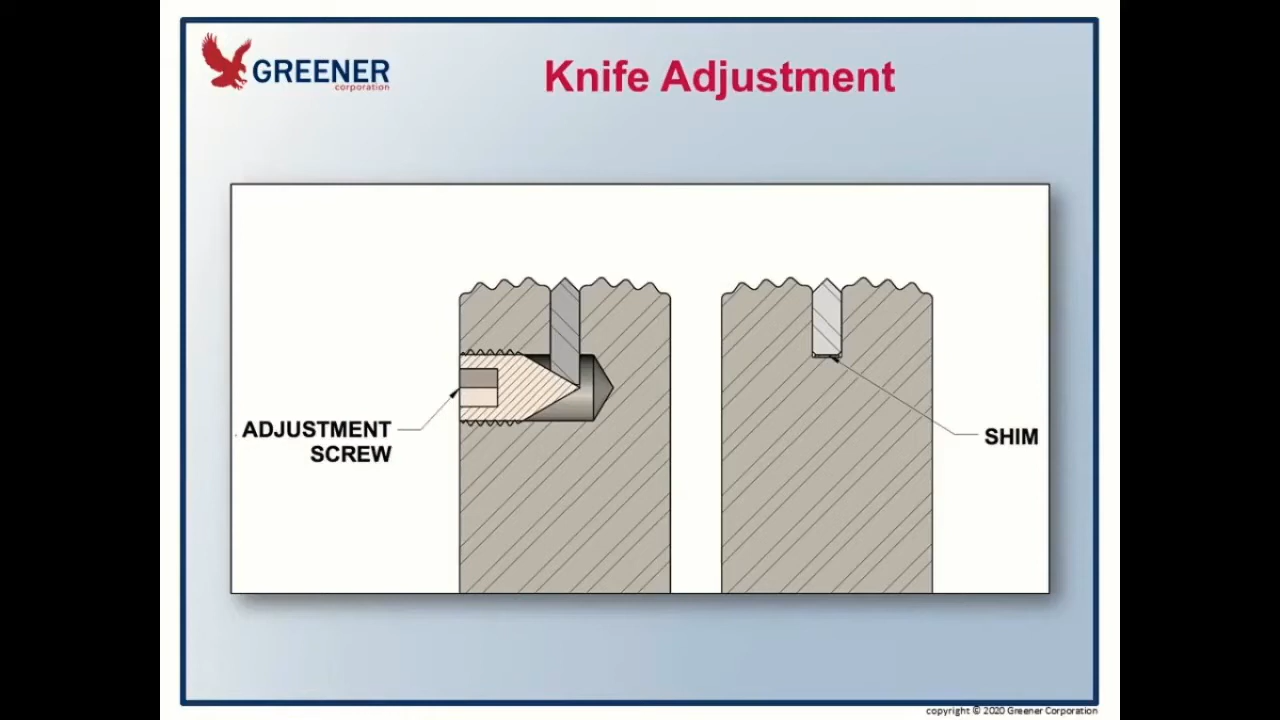 GREENER
corporation
Knife Adjustment
ADJUSTMENT
SCREW
SHIM
copyright © 2020 Greener Corporation